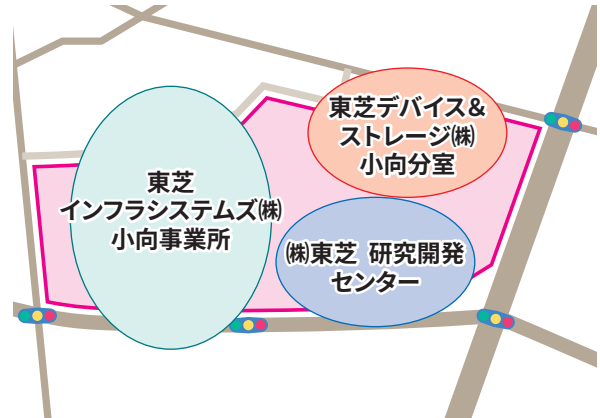 東芝デバイス&
ストレージ㈱
小向分室
東芝
インフラシステムズ㈱
小向事業所
㈱東芝 研究開発
センター